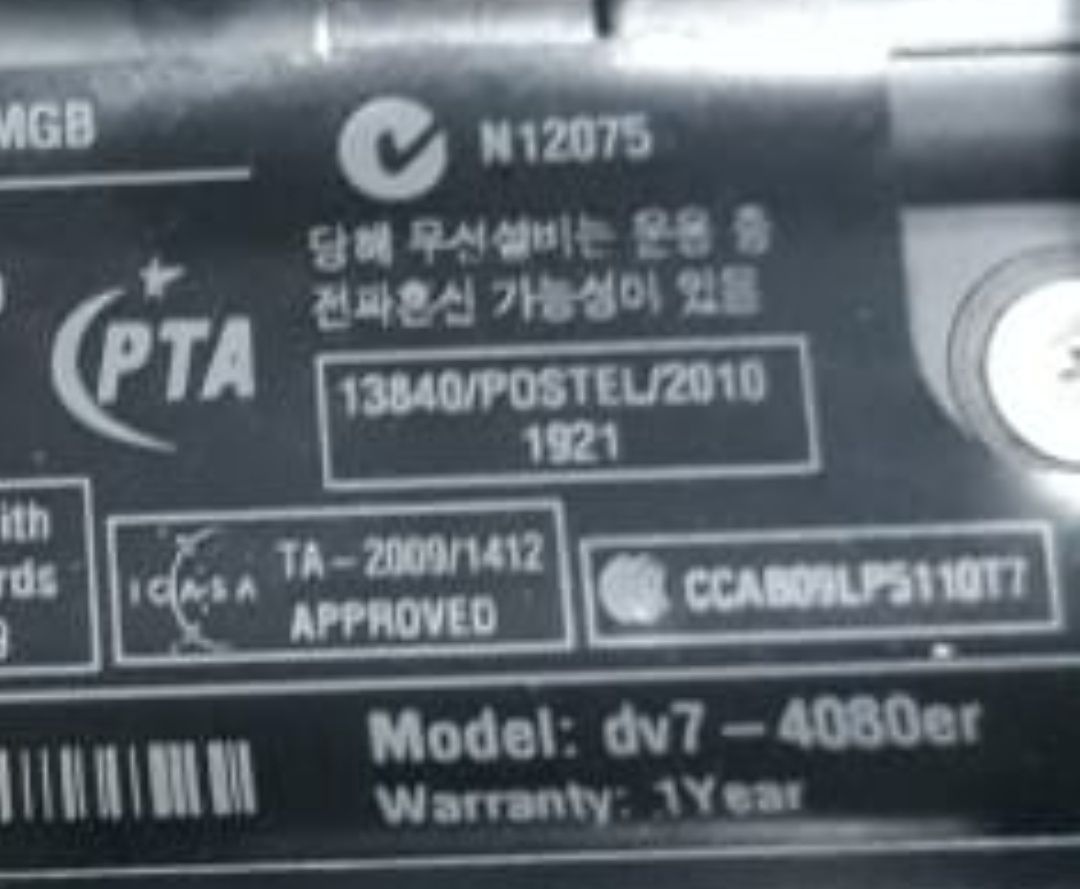 MGB
N12075
당해 무선설비는 운용 중
전파혼신 가능성이 있음
PTA
13840/POSTEL/2010
1921
ith
rds
ICASA
TA-2009/1412
APPROVED
CCAB09LP5110T7
Model: dv7-4080er
Warranty: 1Year